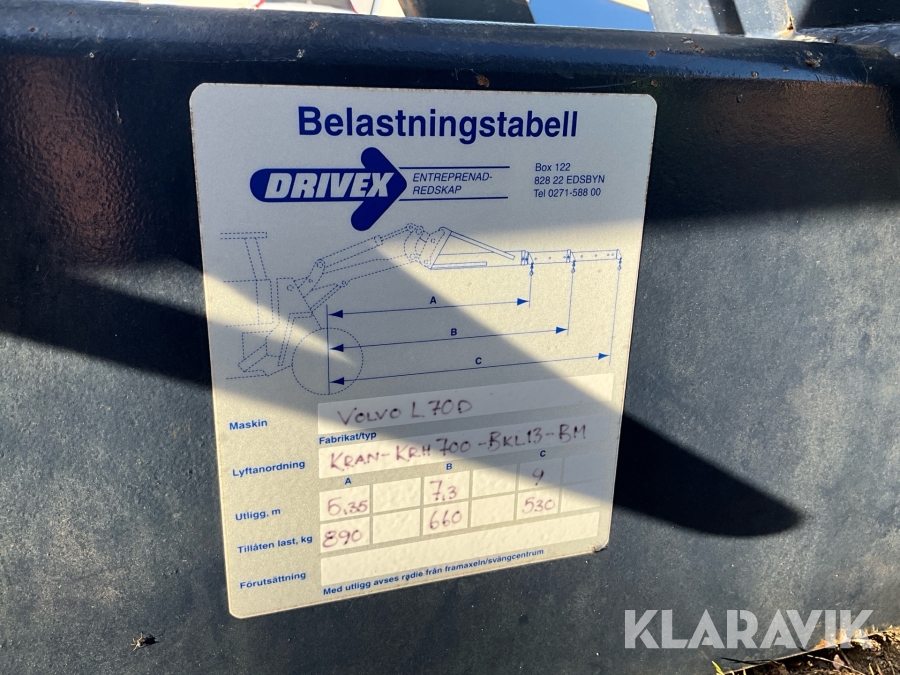 Belastningstabell
DRIVEX
ENTREPRENAD-
REDSKAP
Box 122
828 22 EDSBYN
Tel 0271-588 00
A
B
C
Maskin VOLVO L70D
Fabrikat/typ
Lyftanordning KRAN-KRH700-BKL13-BM
A B C
Utligg, m 5,35 7,3 9
Tillåten last, kg 890 660 530
Förutsättning
Med utligg avses radie från framaxeln/svängcentrum
KLARAVIK